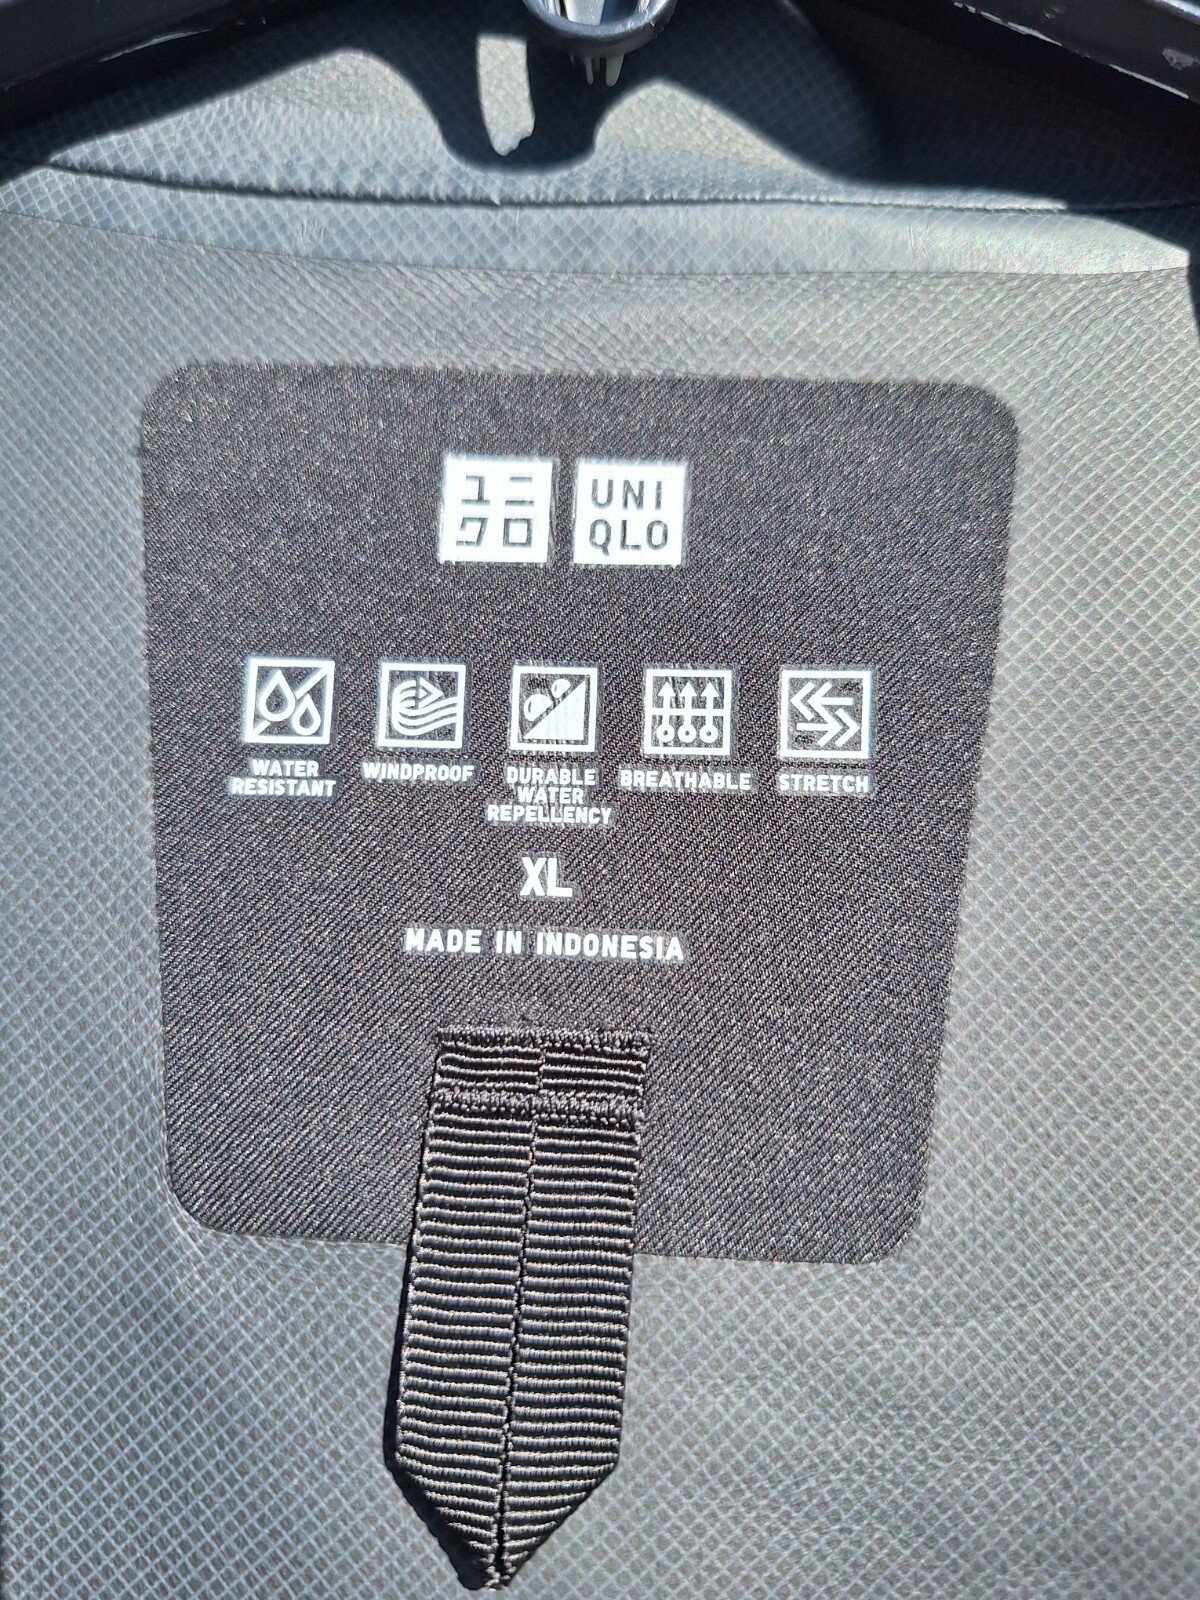 ユニ
クロ
UNI
QLO
WATER
RESISTANT
WINDPROOF
DURABLE
WATER
REPELLENCY
BREATHABLE
STRETCH
XL
MADE IN INDONESIA